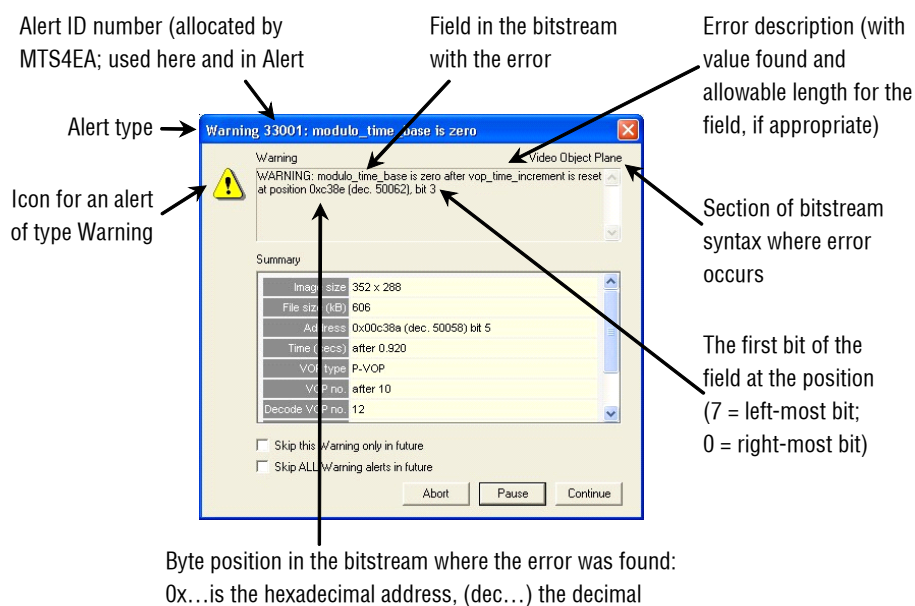 Alert ID number (allocated by
MTS4EA; used here and in Alert
Field in the bitstream
with the error
Error description (with
value found and
allowable length for the
field, if appropriate)
Alert type
Warning 33001: modulo_time_base is zero
Icon for an alert
of type Warning
Warning
Video Object Plane
WARNING: modulo_time_base is zero after vop_time_increment is reset
at position 0xc38e (dec. 50062), bit 3
Section of bitstream
syntax where error
occurs
Summary
Image size 352 x 288
File size (kB) 606
Address 0x00c38a (dec. 50058) bit 5
Time (secs) after 0.920
VOP type P-VOP
VOP no. after 10
Decode VOP no. 12
The first bit of the
field at the position
(7 = left-most bit;
0 = right-most bit)
Skip this Warning only in future
Skip ALL Warning alerts in future
Abort
Pause
Continue
Byte position in the bitstream where the error was found:
0x…is the hexadecimal address, (dec…) the decimal